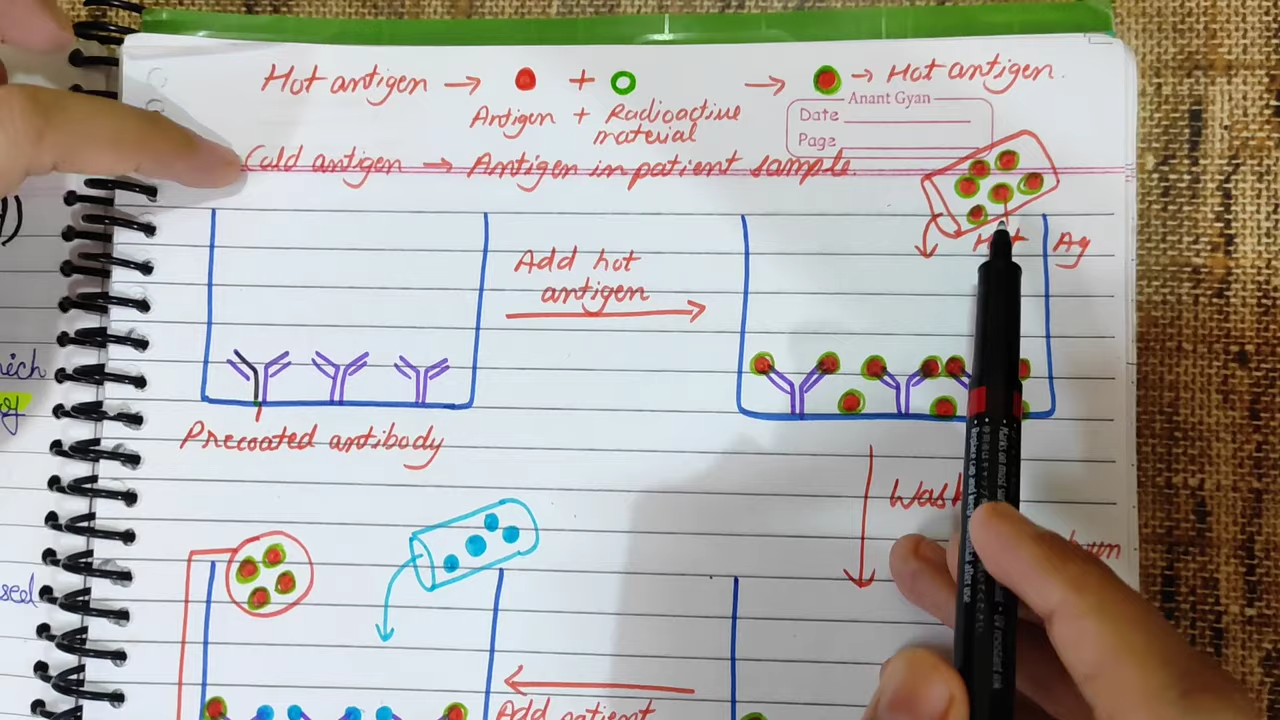 Hot antigen → + → → Hot antigen.
Antigen + Radioactive material
Anant Gyan
Date
Page
Cold antigen → Antigen in patient sample.
Add hot antigen
Hot Ag
Precoated antibody
Wash
Add patient